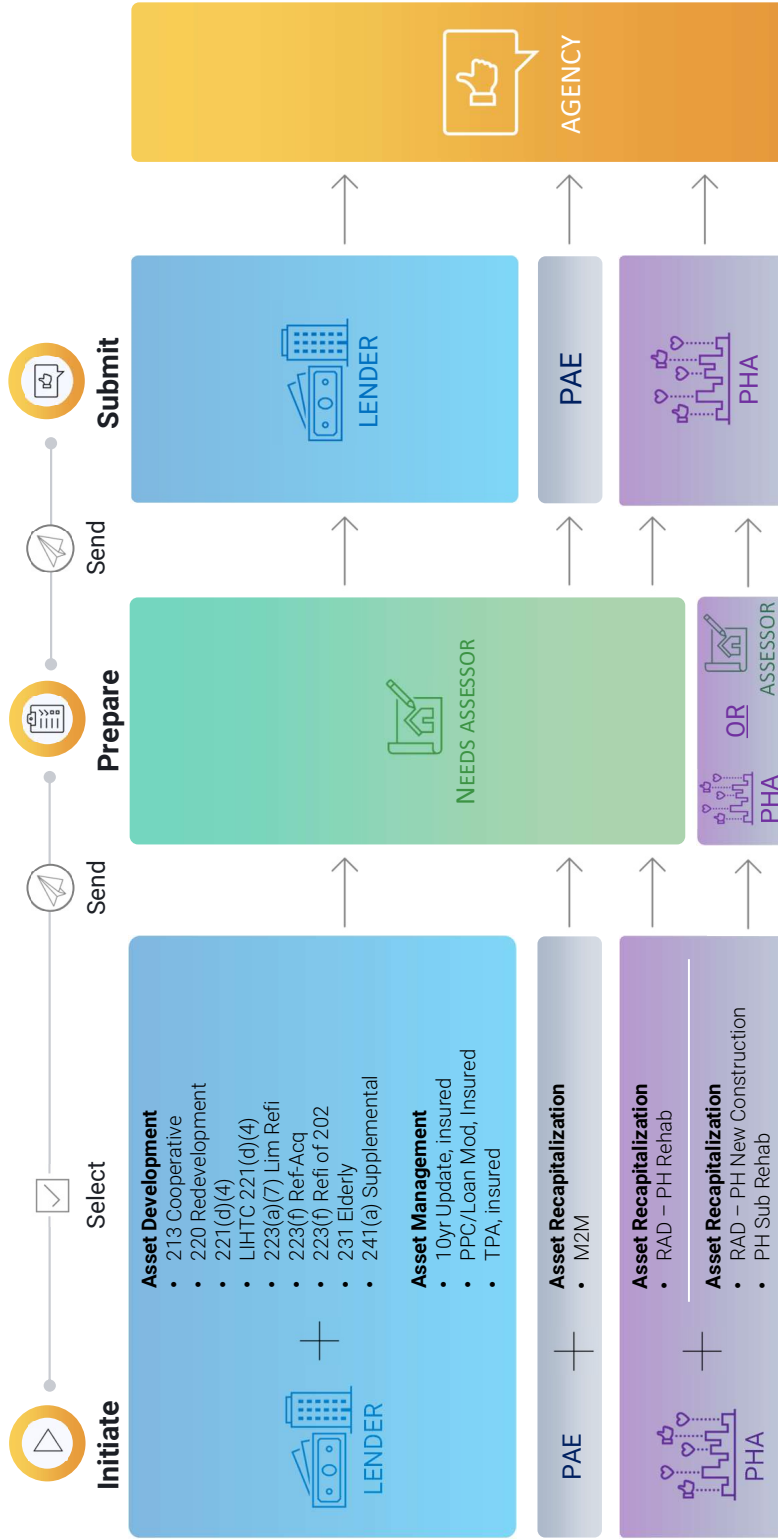 Initiate
Select
Send
Prepare
Send
Submit
LENDER
Asset Development
• 213 Cooperative
• 220 Redevelopment
• 221(d)(4)
• LIHTC 221(d)(4)
• 223(a)(7) Lim Refi
• 223(f) Ref-Acq
• 223(f) Refi of 202
• 231 Elderly
• 241(a) Supplemental
Asset Management
• 10yr Update, insured
• PPC/Loan Mod, Insured
• TPA, insured
NEEDS ASSESSOR
LENDER
AGENCY
PAE
Asset Recapitalization
• M2M
PAE
PHA
Asset Recapitalization
• RAD – PH Rehab
Asset Recapitalization
• RAD – PH New Construction
• PH Sub Rehab
PHA
OR
ASSESSOR
PHA